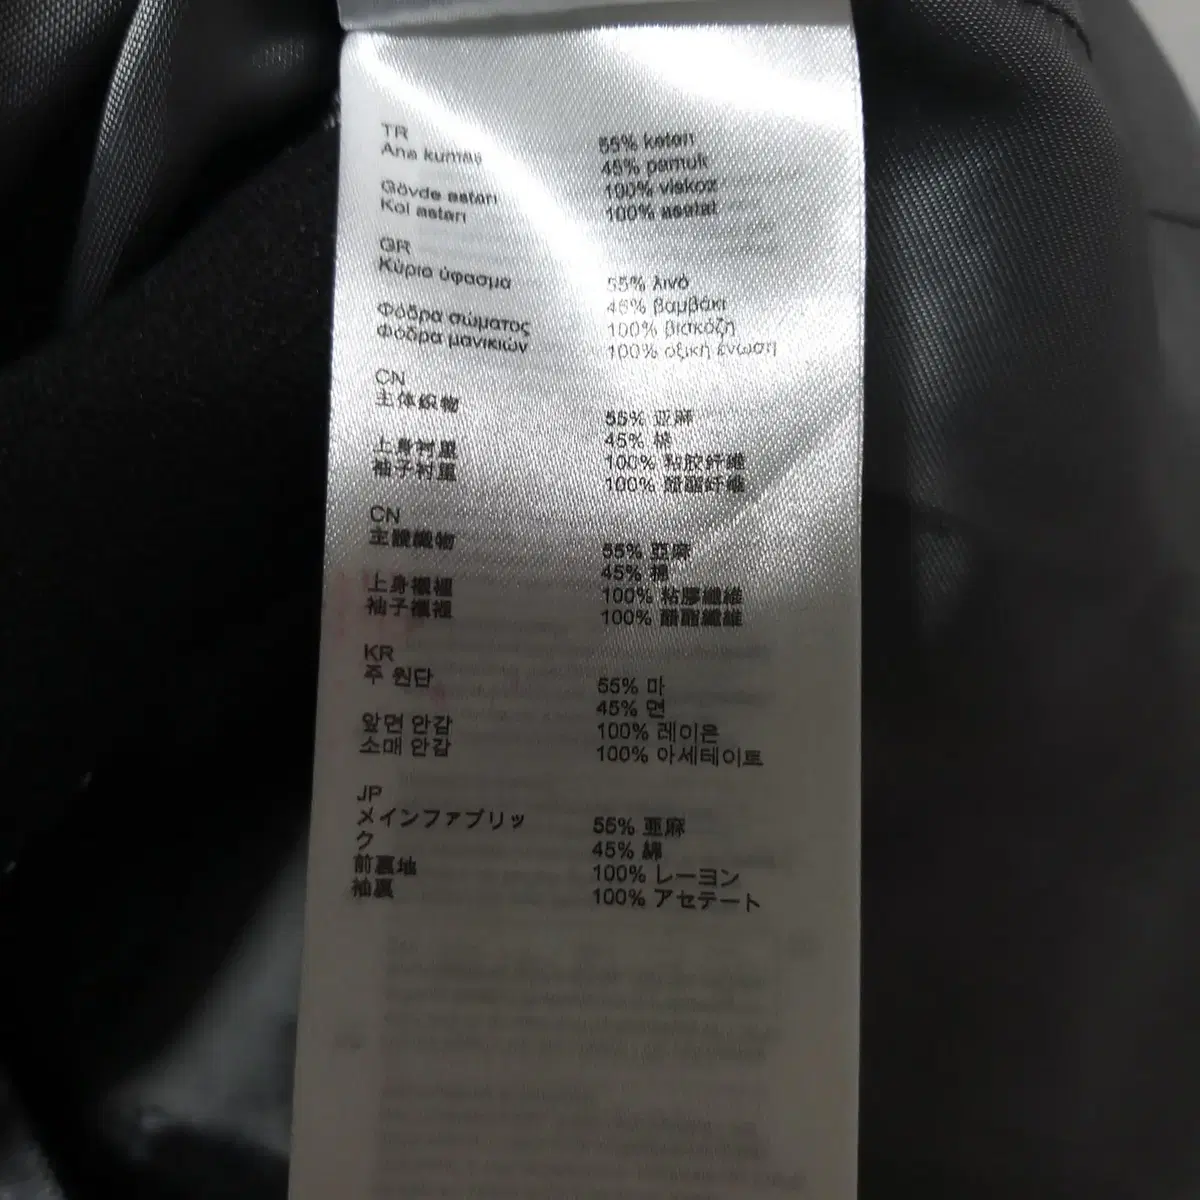 TR
Ana kumaş 55% keten
45% pamuk
Gövde astarı 100% viskoz
Kol astarı 100% asetat
GR
Κύριο ύφασμα 55% λινό
45% βαμβάκι
Φόδρα σώματος 100% βισκόζη
Φόδρα μανικιών 100% οξική ένωση
CN
主体织物 55% 亚麻
45% 棉
上身衬里 100% 粘胶纤维
袖子衬里 100% 醋酯纤维
CN
主體織物 55% 亞麻
45% 棉
上身襯裡 100% 粘膠纖維
袖子襯裡 100% 醋酯纖維
KR
주 원단 55% 마
45% 면
앞면 안감 100% 레이온
소매 안감 100% 아세테이트
JP
メインファブリッ
ク 55% 亜麻
45% 綿
前裏地 100% レーヨン
袖裏 100% アセテート